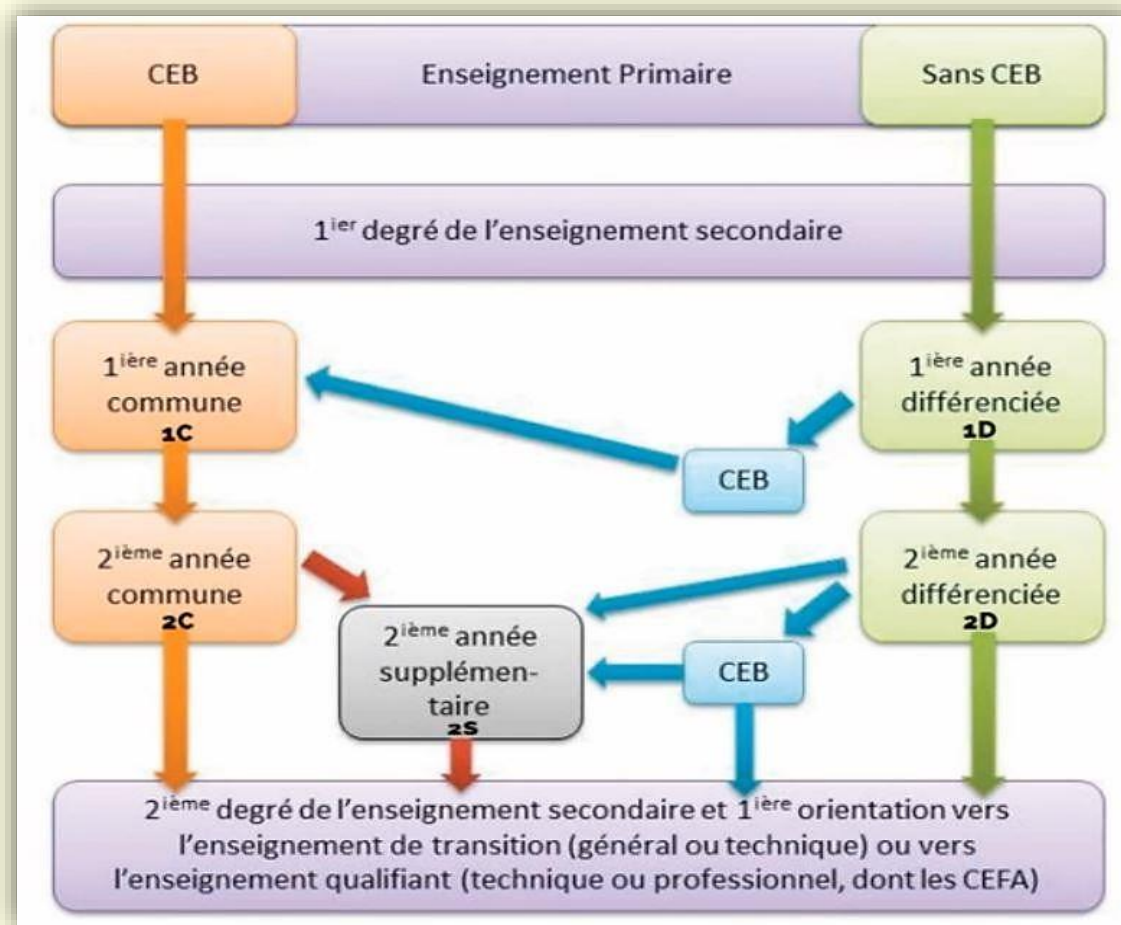 CEB
Enseignement Primaire
Sans CEB
1ier degré de l'enseignement secondaire
1ière année
commune
1C
1ière année
différenciée
1D
CEB
2ième année
commune
2C
2ième année
supplémen-
taire
2S
CEB
2ième année
différenciée
2D
2ième degré de l'enseignement secondaire et 1ière orientation vers
l'enseignement de transition (général ou technique) ou vers
l'enseignement qualifiant (technique ou professionnel, dont les CEFA)